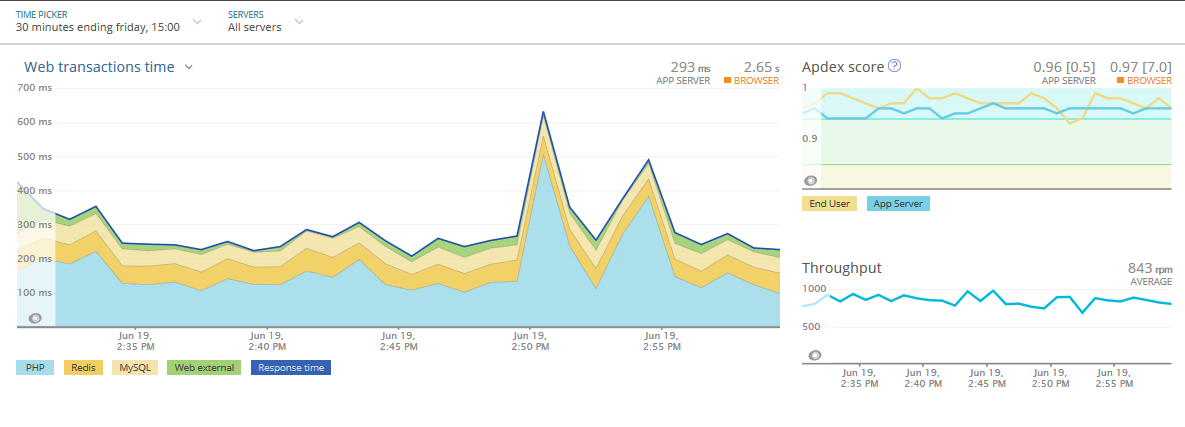 TIME PICKER
30 minutes ending friday, 15:00
SERVERS
All servers
Web transactions time
293 ms
APP SERVER
2.65 s
BROWSER
700 ms
600 ms
500 ms
400 ms
300 ms
200 ms
100 ms
Jun 19,
2:35 PM
Jun 19,
2:40 PM
Jun 19,
2:45 PM
Jun 19,
2:50 PM
Jun 19,
2:55 PM
PHP
Redis
MySQL
Web external
Response time
Apdex score ?
0.96 [0.5]
APP SERVER
0.97 [7.0]
BROWSER
1
0.9
End User
App Server
Throughput
843 rpm
AVERAGE
1000
500
Jun 19,
2:35 PM
Jun 19,
2:40 PM
Jun 19,
2:45 PM
Jun 19,
2:50 PM
Jun 19,
2:55 PM